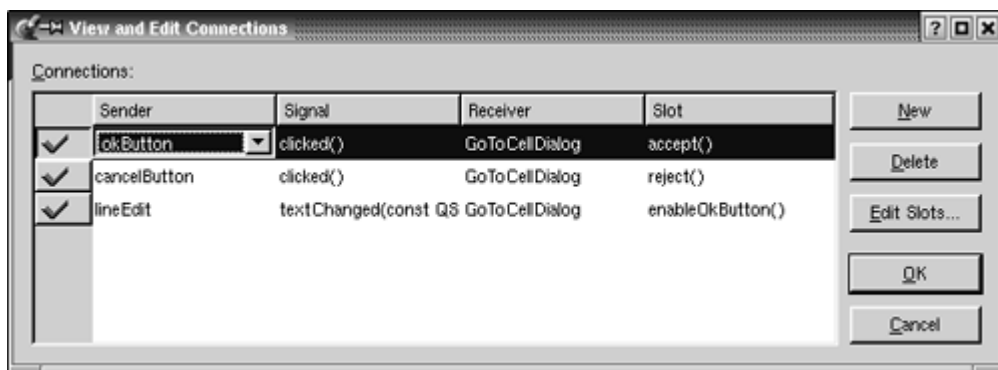 View and Edit Connections
Connections:
Sender Signal Receiver Slot
okButton clicked() GoToCellDialog accept()
cancelButton clicked() GoToCellDialog reject()
lineEdit textChanged(const QS GoToCellDialog enableOkButton()
New
Delete
Edit Slots...
OK
Cancel